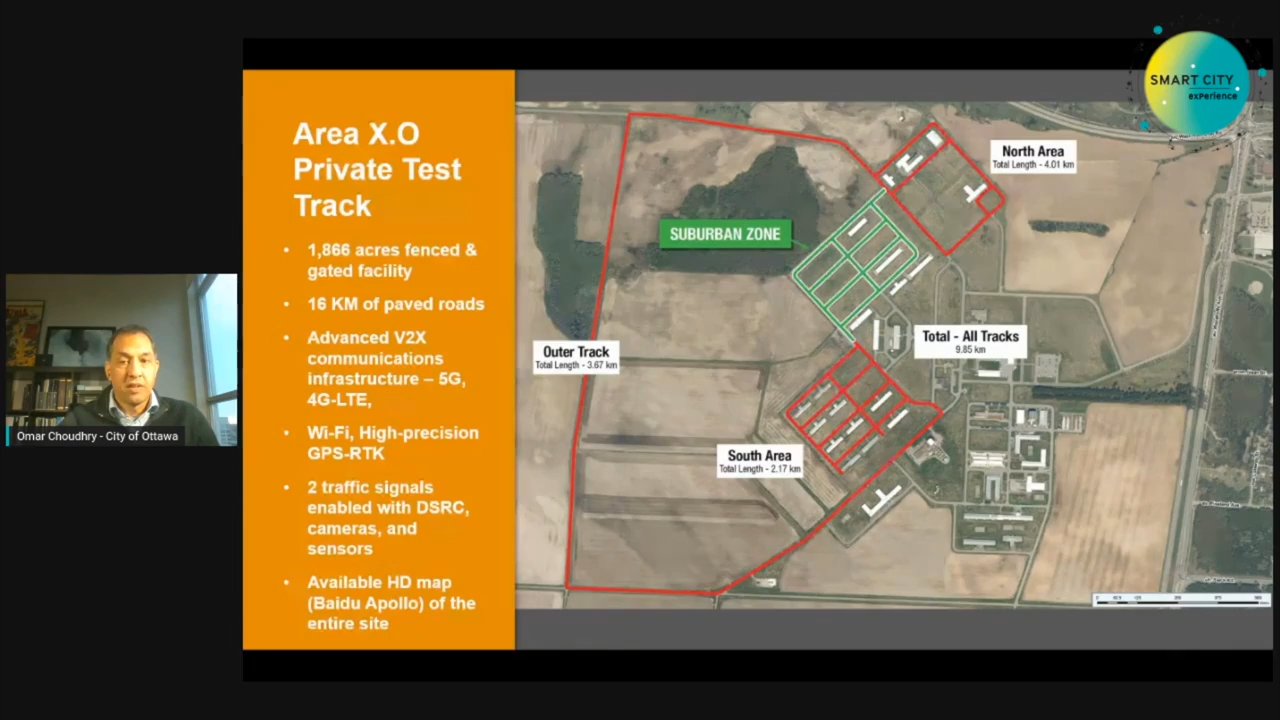 SMART CITY
exPerience
Area X.O
Private Test
Track
• 1,866 acres fenced &
gated facility
• 16 KM of paved roads
• Advanced V2X
communications
infrastructure – 5G,
4G-LTE,
• Wi-Fi, High-precision
GPS-RTK
• 2 traffic signals
enabled with DSRC,
cameras, and
sensors
• Available HD map
(Baidu Apollo) of the
entire site
North Area
Total Length - 4.01 km
SUBURBAN ZONE
Total - All Tracks
9.85 km
Outer Track
Total Length - 3.67 km
South Area
Total Length - 2.17 km
Omar Choudhry - City of Ottawa